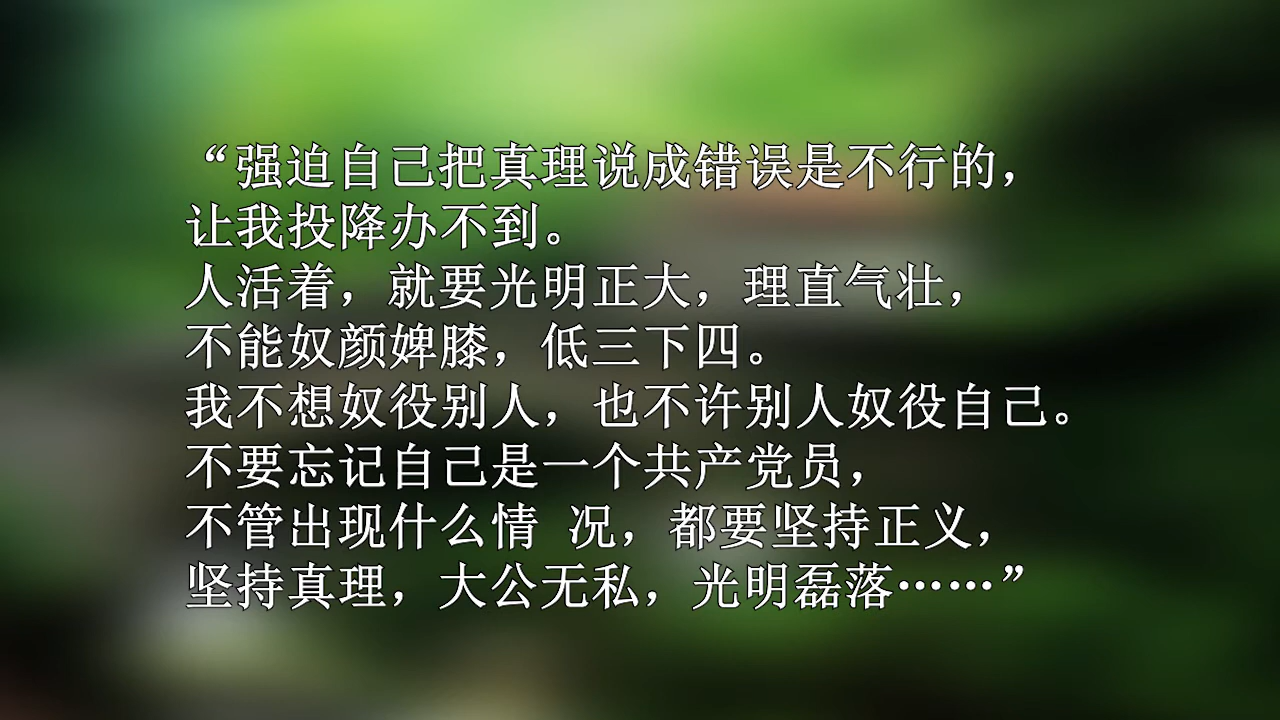 “强迫自己把真理说成错误是不行的，
让我投降办不到。
人活着，就要光明正大，理直气壮，
不能奴颜婢膝，低三下四。
我不想奴役别人，也不许别人奴役自己。
不要忘记自己是一个共产党员，
不管出现什么情 况，都要坚持正义，
坚持真理，大公无私，光明磊落……”